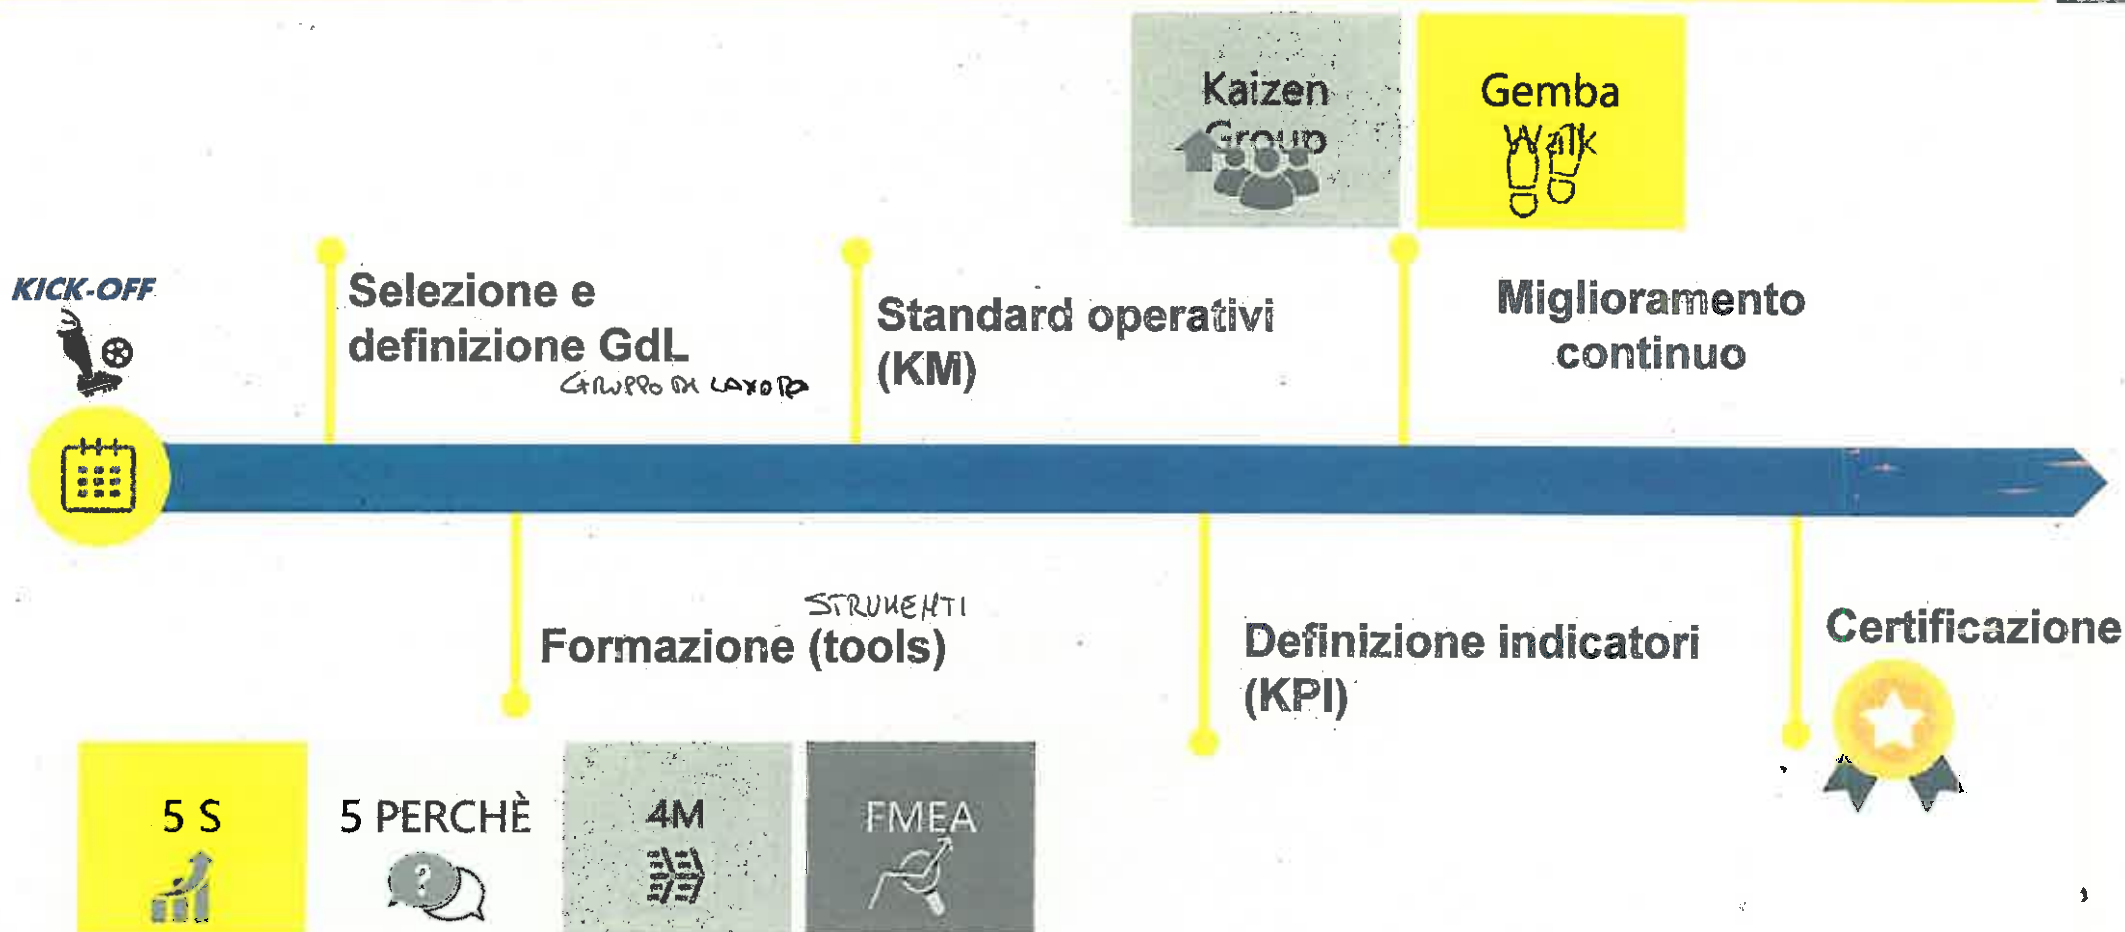 Kaizen
Group
Gemba
Walk
KICK-OFF
Selezione e
definizione GdL
GRUPPO DI LAVORO
Standard operativi
(KM)
Miglioramento
continuo
STRUMENTI
Formazione (tools)
Definizione indicatori
(KPI)
Certificazione
5 S
5 PERCHÈ
4M
FMEA